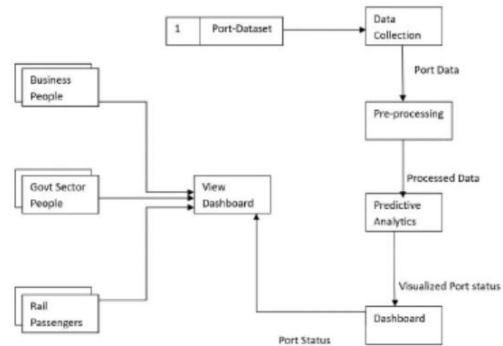 1 Port-Dataset
Data
Collection
Port Data
Business
People
Pre-processing
Processed Data
Govt Sector
People
View
Dashboard
Predictive
Analytics
Visualized Port status
Rail
Passengers
Dashboard
Port Status